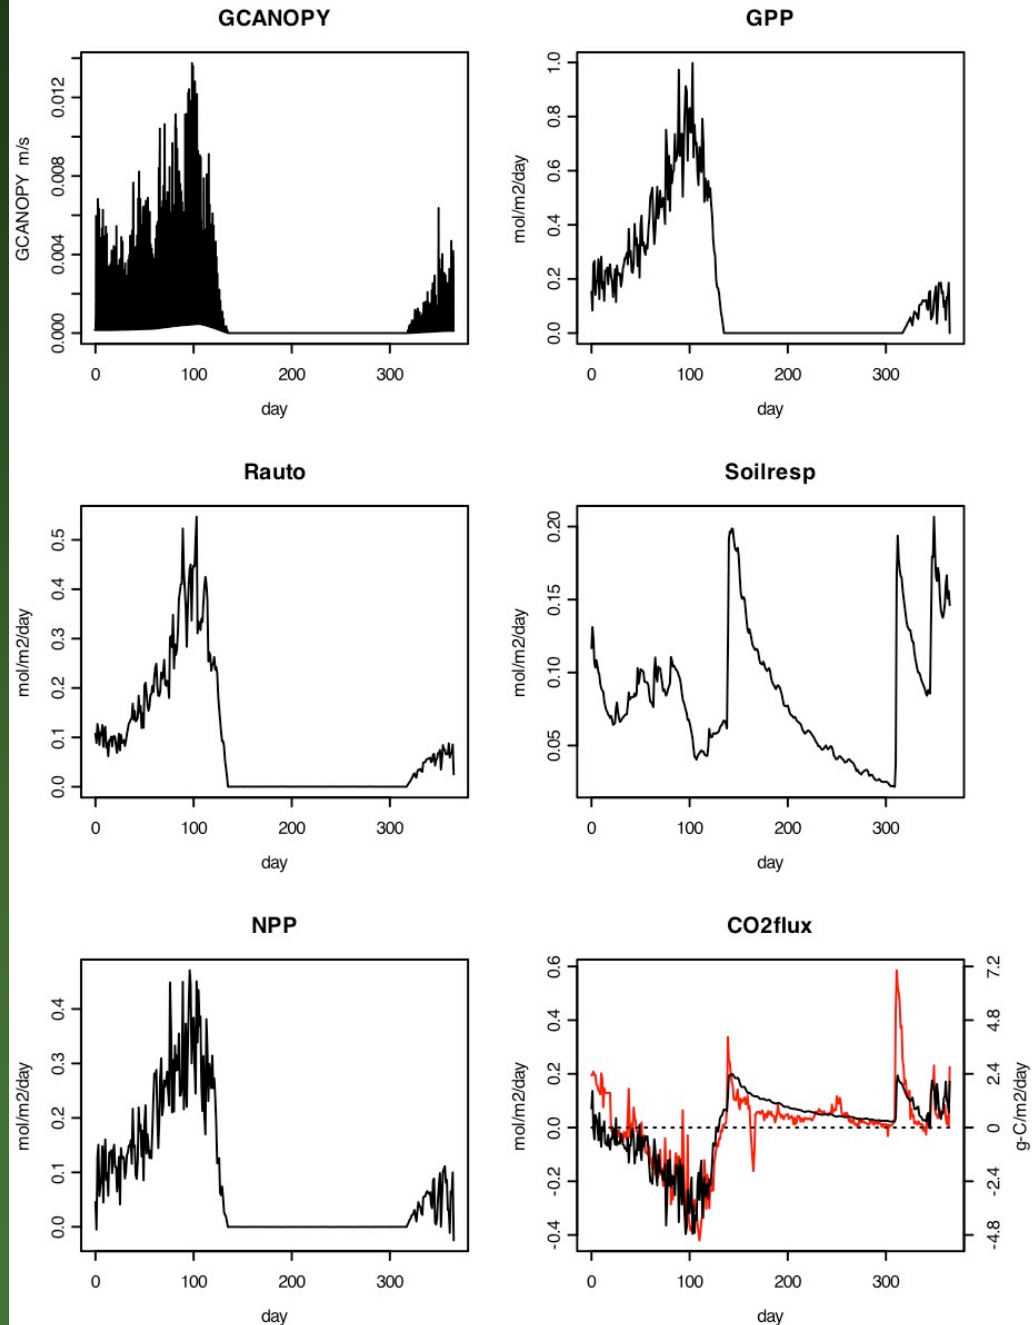 GCANOPY
GCANOPY m/s
0.012
0.008
0.004
0.000
0 100 200 300
day
GPP
mol/m2/day
1.0
0.8
0.6
0.4
0.2
0.0
0 100 200 300
day
Rauto
mol/m2/day
0.5
0.4
0.3
0.2
0.1
0.0
0 100 200 300
day
Soilresp
mol/m2/day
0.20
0.15
0.10
0.05
0 100 200 300
day
NPP
mol/m2/day
0.4
0.3
0.2
0.1
0.0
0 100 200 300
day
CO2flux
mol/m2/day
0.6
0.4
0.2
0.0
-0.2
-0.4
7.2
4.8
2.4
0
-2.4
-4.8
g-C/m2/day
0 100 200 300
day